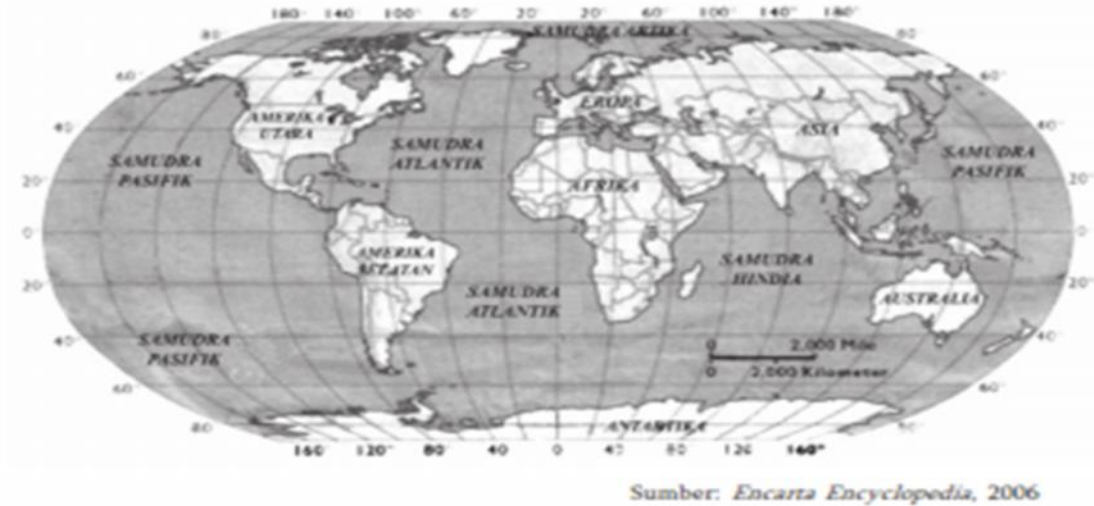 180° 140° 100° 60° 20° 20° 60° 100° 140° 180°
SAMUDRA ARKTIKA
80° 80°
60° 60°
EROPA
AMERIKA
UTARA
ASIA
40° 40°
SAMUDRA
ATLANTIK
SAMUDRA
PASIFIK
SAMUDRA
PASIFIK
20° 20°
AFRIKA
0° 0°
AMERIKA
SELATAN
SAMUDRA
HINDIA
20° 20°
SAMUDRA
ATLANTIK
AUSTRALIA
40° 40°
SAMUDRA
PASIFIK
0 2,000 Mile
0 2,000 Kilometer
60 60°
80°
ANTARTIKA
160 120° 80 40 0 40 80 120 160°
Sumber: Encarta Encyclopedia, 2006